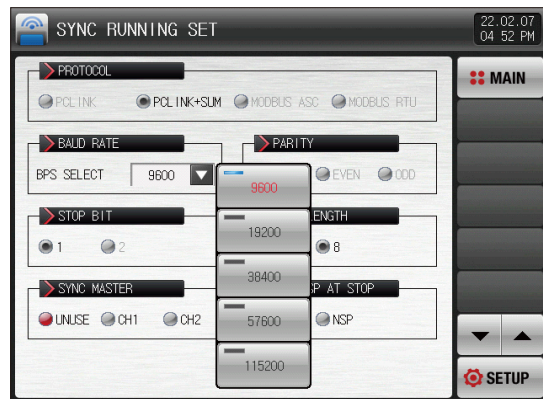 SYNC RUNNING SET
22.02.07
04 52 PM
PROTOCOL
PCLINK PCLINK+SUM MODBUS ASC MODBUS RTU
BAUD RATE
BPS SELECT 9600
PARITY
EVEN ODD
9600
19200
38400
57600
115200
STOP BIT
1 2
ENGTH
8
SYNC MASTER
UNUSE CH1 CH2
P AT STOP
NSP
MAIN
SETUP